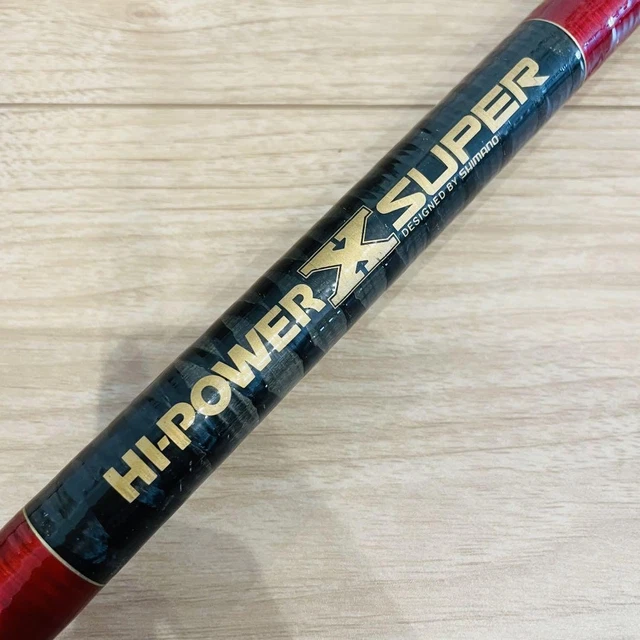 HI-POWER X SUPER
DESIGNED BY SHIMANO